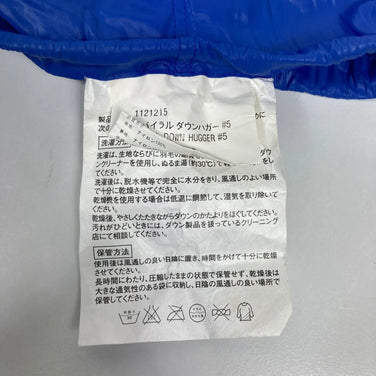 製品 1121215
次の パイラル ダウンハガー #5
洗濯方 DOWN HUGGER #5
洗濯は、生地ならびに羽毛の
ンクリーナーを使用し、ぬるま湯(約30℃)で
洗濯後は、脱水機等で完全に水分をきり、風通しのよい場所
で十分に乾燥させてください。
乾燥機を使用する場合は低温に調節して、湿気を取り除いて
ください。
乾燥後、やさしくたたきながらダウンのかたよりをほぐしてください。
汚れがひどいときには、ダウン製品を扱っているクリーニング
店にて相談ください。
保管方法
使用後は風通しの良い日陰に置き、時間をかけて十分に乾燥
させてください。
長時間にわたり、圧縮したままの状態で保管せず、乾燥後は
大きな通気性のある袋に収納し、日陰の風通しの良い場所で
保管してください。